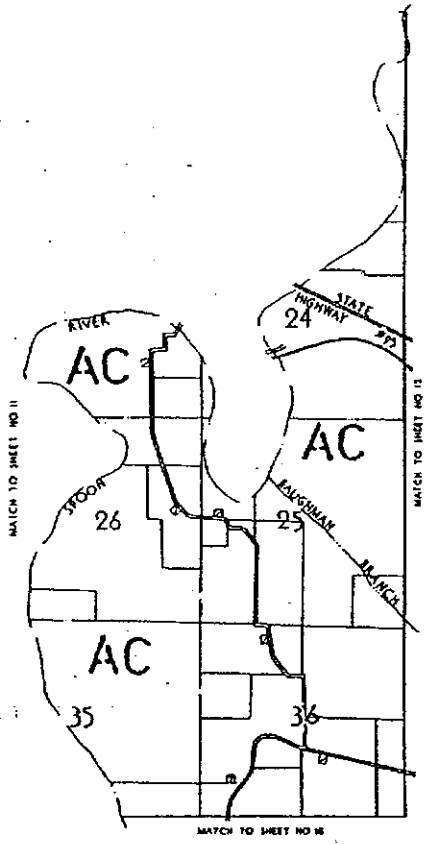 STATE
HIGHWAY
24
RIVER
AC
MATCH TO SHEET NO 11
MATCH TO SHEET NO 12
AC
SPOON
26
25
BAUGHMAN
BRANCH
AC
35
36
MATCH TO SHEET NO 16